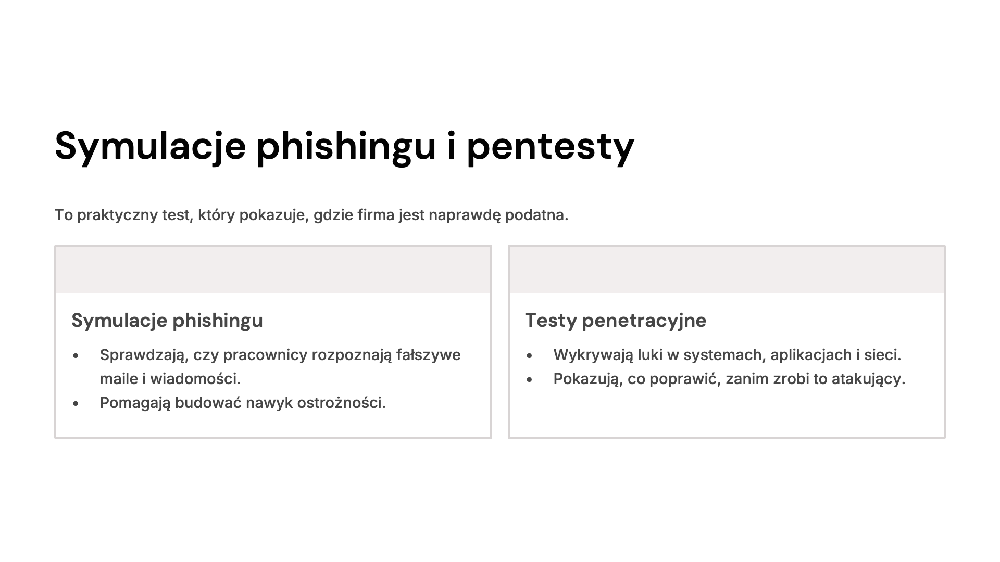 Symulacje phishingu i pentesty
To praktyczny test, który pokazuje, gdzie firma jest naprawdę podatna.
Symulacje phishingu
• Sprawdzają, czy pracownicy rozpoznają fałszywe
maile i wiadomości.
• Pomagają budować nawyk ostrożności.
Testy penetracyjne
• Wykrywają luki w systemach, aplikacjach i sieci.
• Pokazują, co poprawić, zanim zrobi to atakujący.